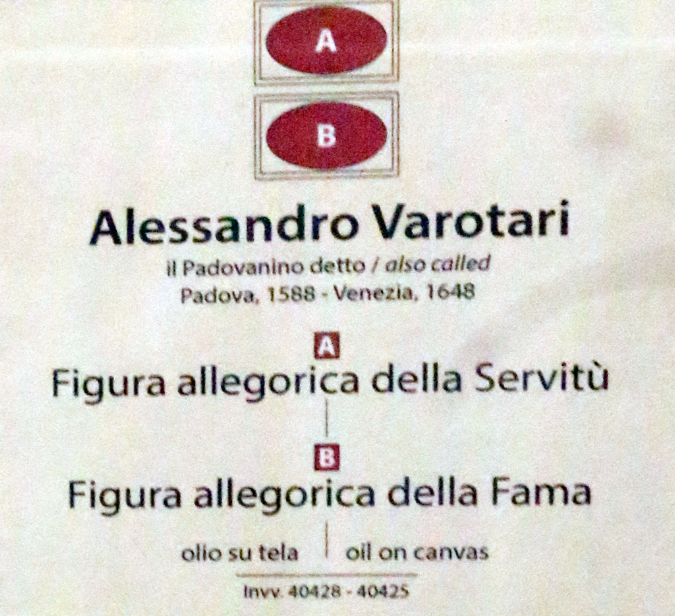 A
B
Alessandro Varotari
il Padovanino detto / also called
Padova, 1588 - Venezia, 1648
A
Figura allegorica della Servitù
B
Figura allegorica della Fama
olio su tela | oil on canvas
Invv. 40428 - 40425